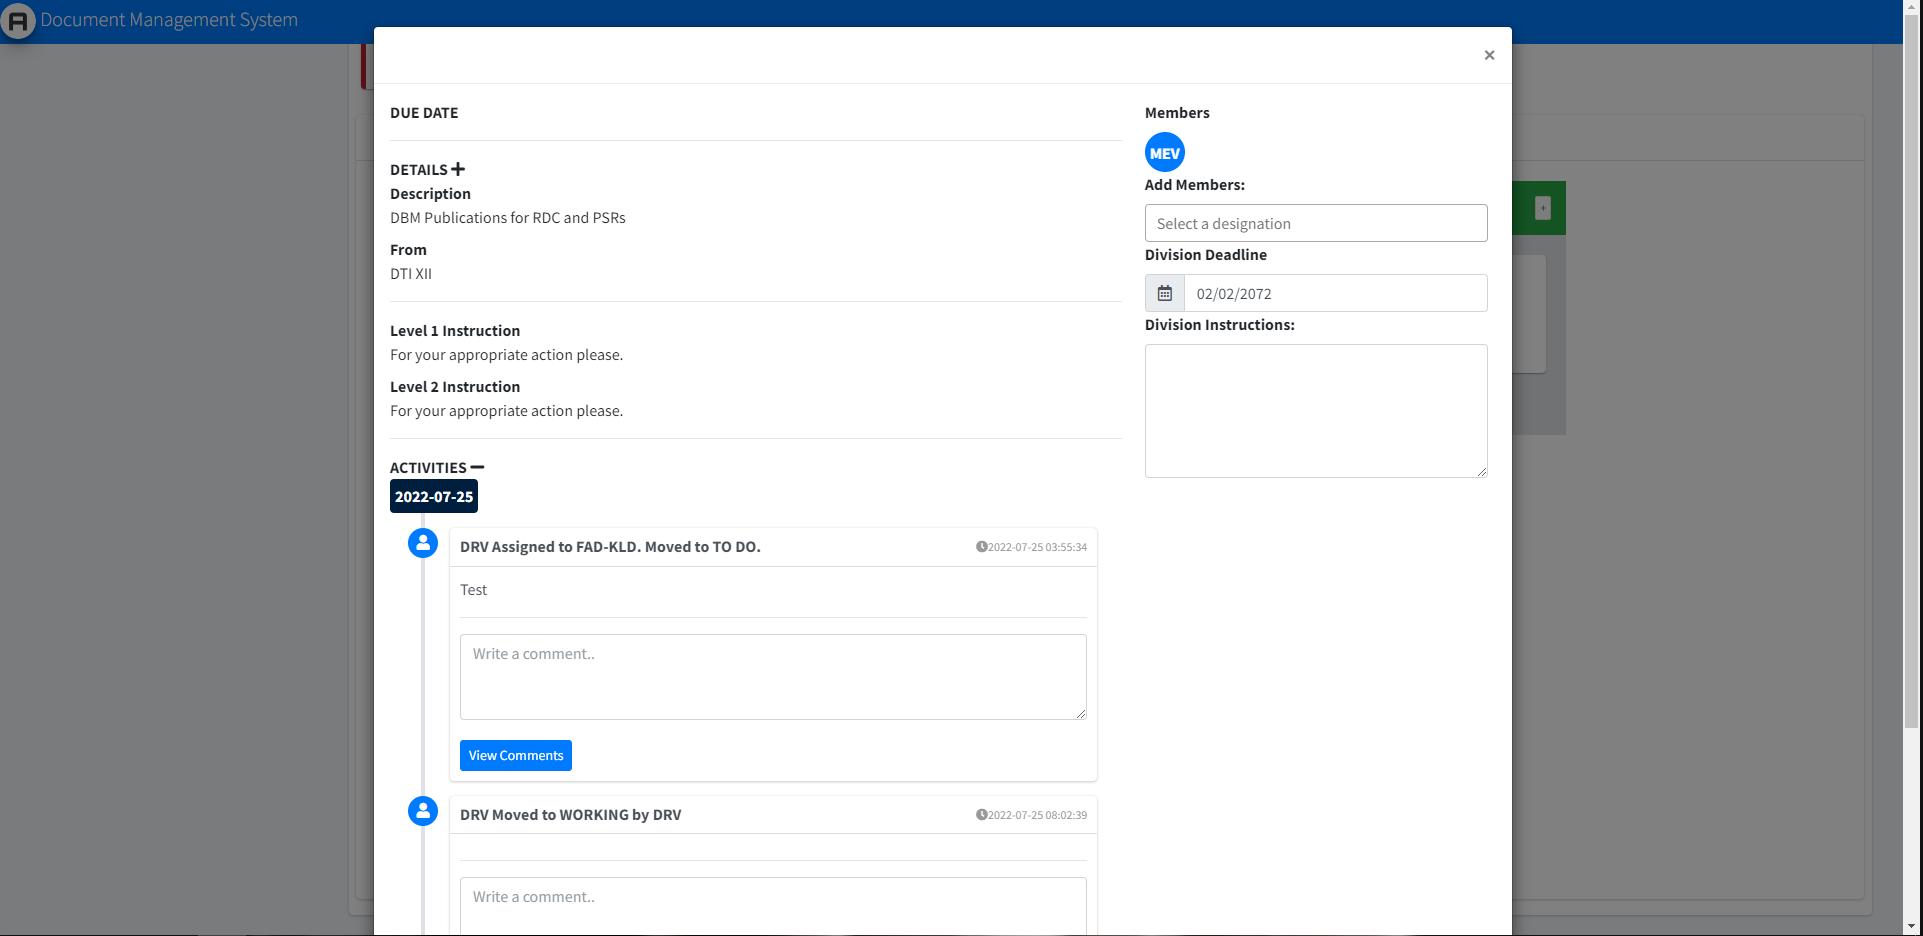 Document Management System
×
DUE DATE
DETAILS
Description
DBM Publications for RDC and PSRs
From
DTI XII
Level 1 Instruction
For your appropriate action please.
Level 2 Instruction
For your appropriate action please.
ACTIVITIES
2022-07-25
DRV Assigned to FAD-KLD. Moved to TO DO.
2022-07-25 03:55:34
Test
Write a comment..
View Comments
DRV Moved to WORKING by DRV
2022-07-25 08:02:39
Write a comment..
Members
MEV
Add Members:
Select a designation
Division Deadline
02/02/2072
Division Instructions:
+